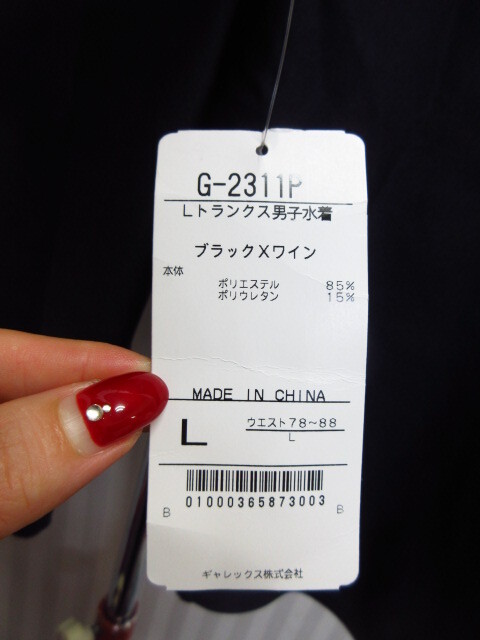 G-2311P
Lトランクス男子水着
ブラックXワイン
本体
ポリエステル 85%
ポリウレタン 15%
MADE IN CHINA
L
ウエスト78~88
L
01000365873003
B B
ギャレックス株式会社